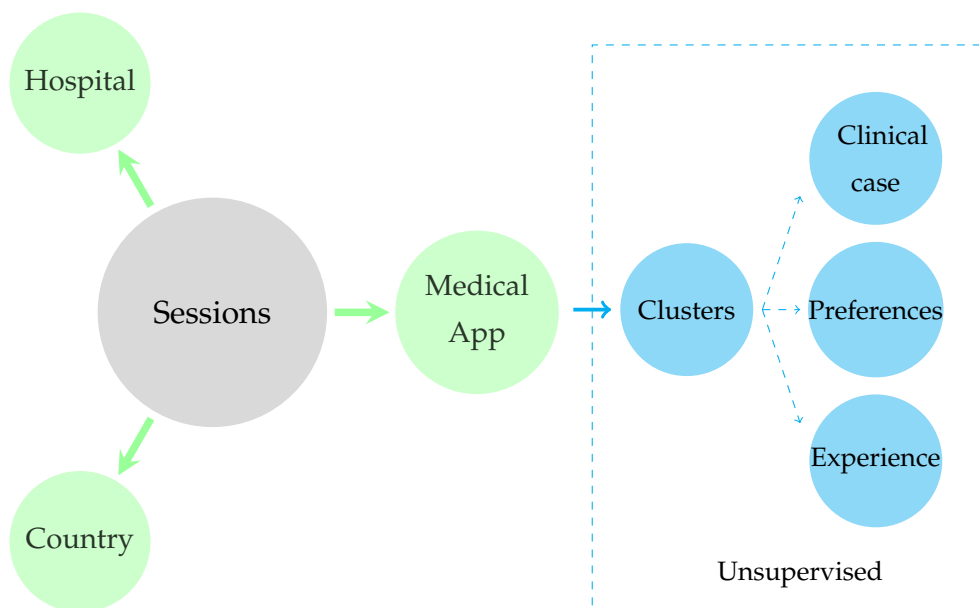 Hospital
Clinical
case
Medical
App
Sessions
Clusters
Preferences
Experience
Country
Unsupervised